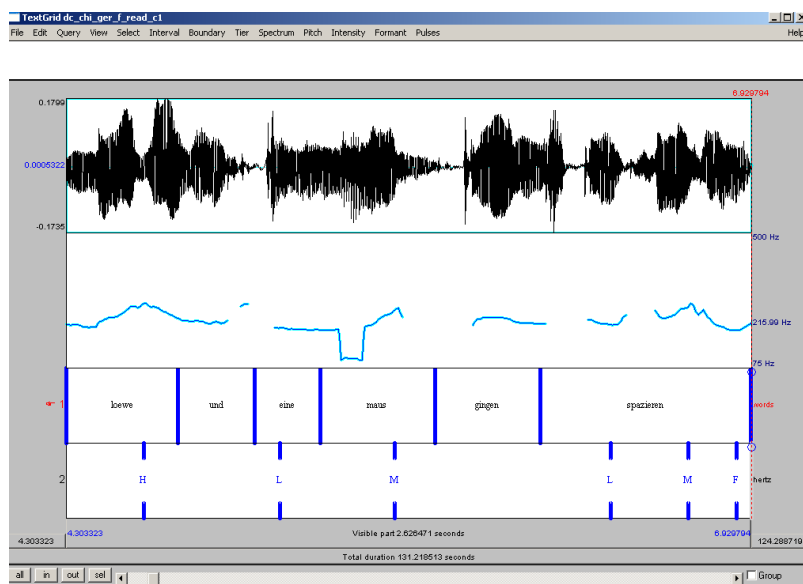 TextGrid dc_chi_ger_f_read_c1
File Edit Query View Select Interval Boundary Tier Spectrum Pitch Intensity Formant Pulses Help
6.929794
0.1799
0.0005322
-0.1735
500 Hz
215.99 Hz
75 Hz
1 loewe und eine maus gingen spazieren words
2 H L M L M F hertz
4.303323 Visible part 2.626471 seconds 6.929794
4.303323 124.288719
Total duration 131.218513 seconds
all in out sel Group